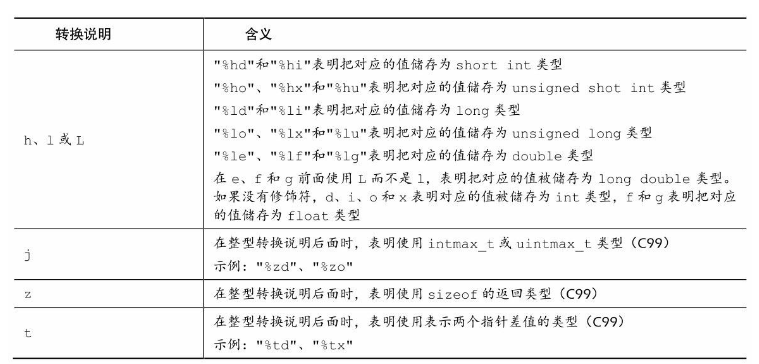 转换说明 含义
"%hd"和"%hi"表明把对应的值储存为 short int 类型
"%ho"、"%hx"和"%hu"表明把对应的值储存为 unsigned shot int 类型
"%ld"和"%li"表明把对应的值储存为 long 类型
h、l 或 L
"%lo"、"%lx"和"%lu"表明把对应的值储存为 unsigned long 类型
"%le"、"%lf"和"%lg"表明把对应的值储存为 double 类型
在 e、f 和 g 前面使用 L 而不是 l，表明把对应的值被储存为 long double 类型。
如果没有修饰符，d、i、o 和 x 表明对应的值被储存为 int 类型，f 和 g 表明把对应
的值储存为 float 类型
j
在整型转换说明后面时，表明使用 intmax_t 或 uintmax_t 类型（C99）
示例："%zd"、"%zo"
z 在整型转换说明后面时，表明使用 sizeof 的返回类型（C99）
t
在整型转换说明后面时，表明使用表示两个指针差值的类型（C99）
示例："%td"、"%tx"